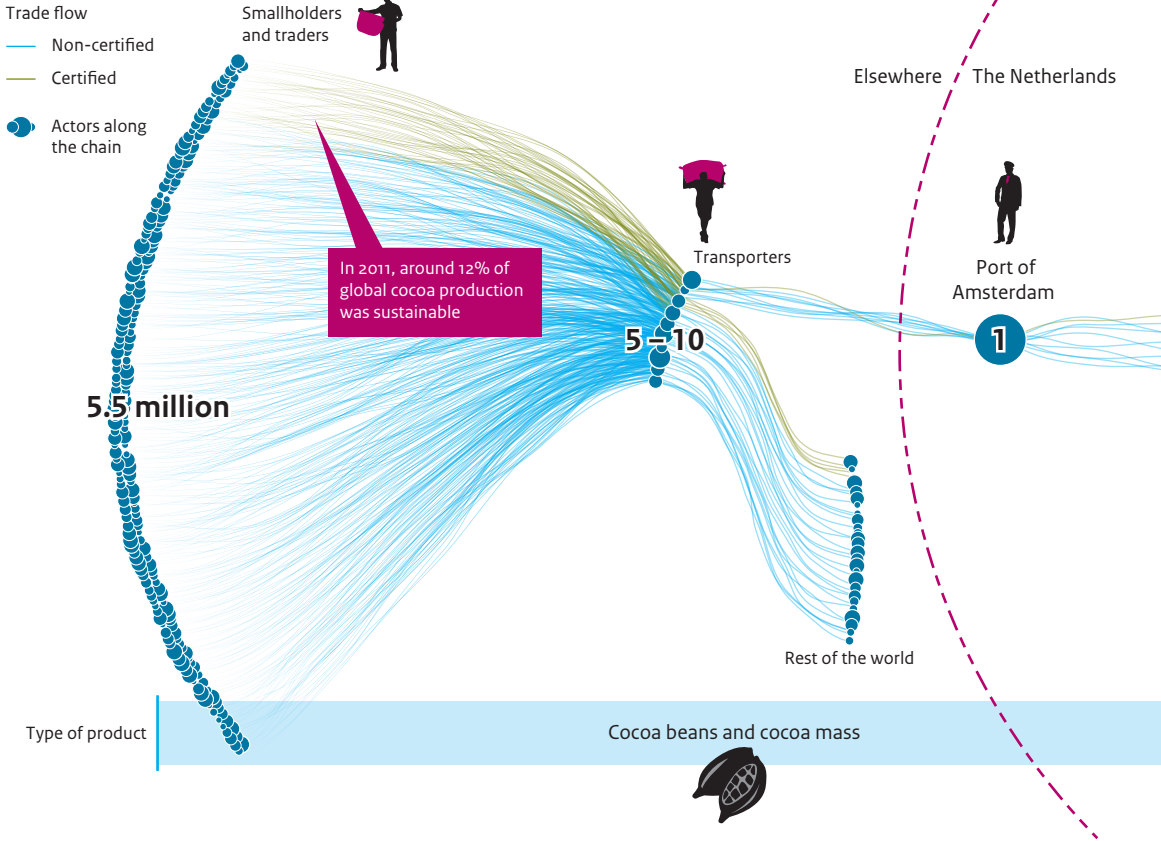 Trade flow
Non-certified
Certified
Actors along
the chain
Smallholders
and traders
Elsewhere
The Netherlands
In 2011, around 12% of
global cocoa production
was sustainable
Transporters
Port of
Amsterdam
5 – 10
1
5.5 million
Rest of the world
Type of product
Cocoa beans and cocoa mass